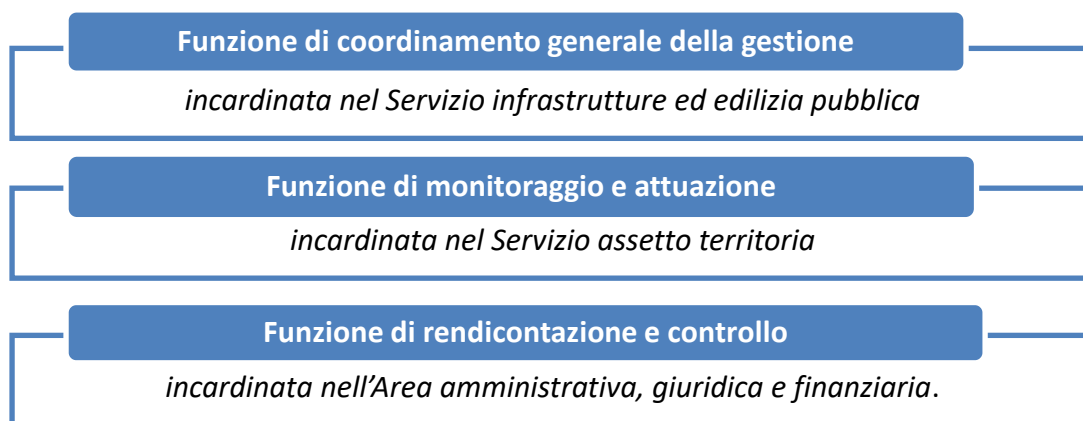 Funzione di coordinamento generale della gestione
incardinata nel Servizio infrastrutture ed edilizia pubblica
Funzione di monitoraggio e attuazione
incardinata nel Servizio assetto territoria
Funzione di rendicontazione e controllo
incardinata nell’Area amministrativa, giuridica e finanziaria.